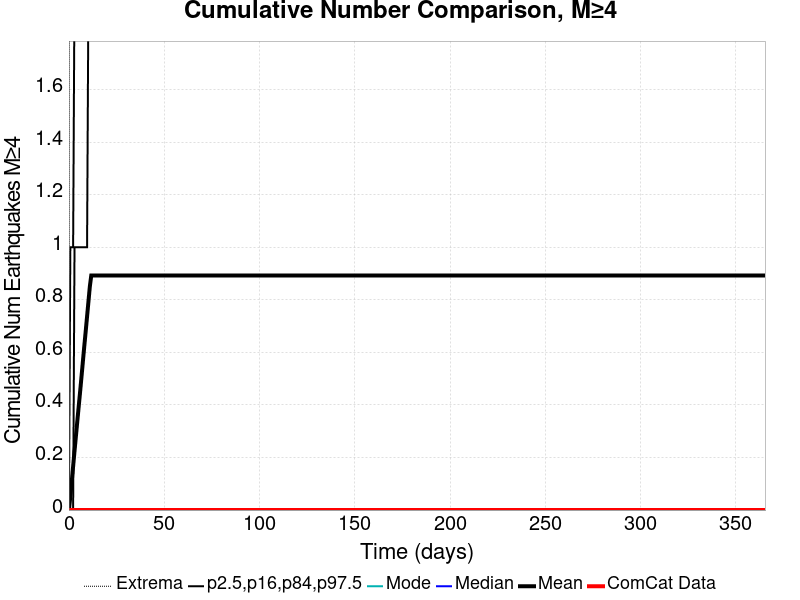 Cumulative Number Comparison, M≥4
Cumulative Num Earthquakes M≥4
1.6
1.4
1.2
1
0.8
0.6
0.4
0.2
0
0 50 100 150 200 250 300 350
Time (days)
Extrema p2.5,p16,p84,p97.5 Mode Median Mean ComCat Data